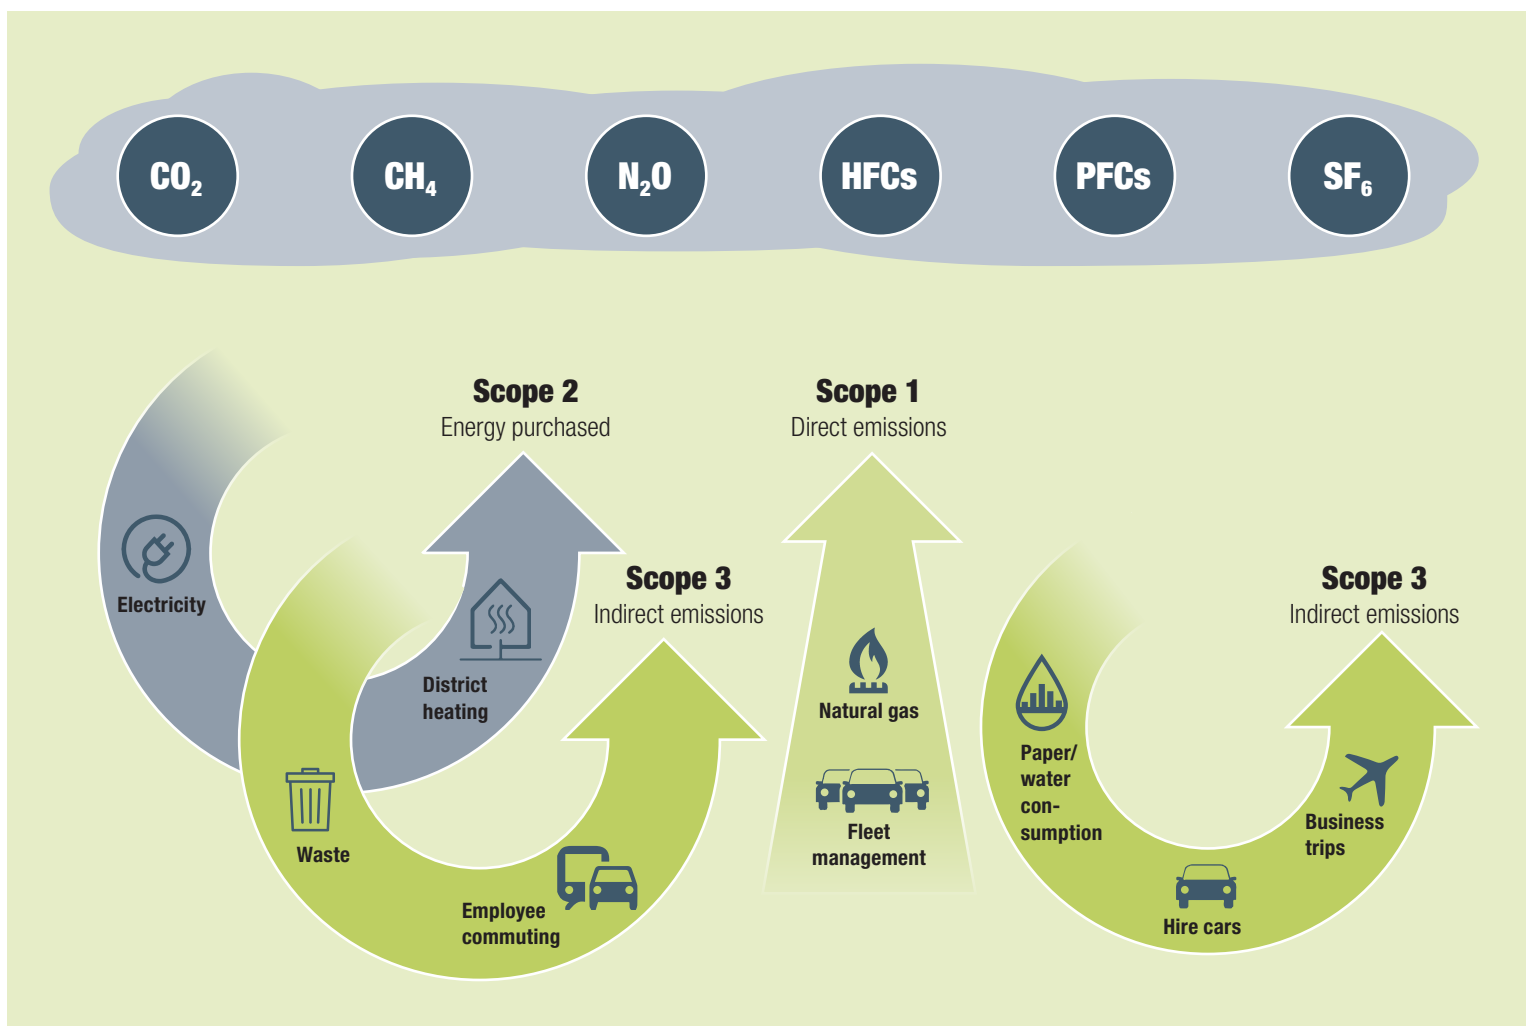 CO₂
CH₄
N₂O
HFCs
PFCs
SF₆
Scope 2
Energy purchased
Electricity
District
heating
Scope 3
Indirect emissions
Waste
Employee
commuting
Scope 1
Direct emissions
Natural gas
Fleet
management
Scope 3
Indirect emissions
Paper/
water
con-
sumption
Hire cars
Business
trips